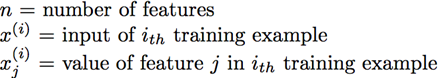 n = number of features
x^{(i)} = input of i_{th} training example
x_j^{(i)} = value of feature j in i_{th} training example